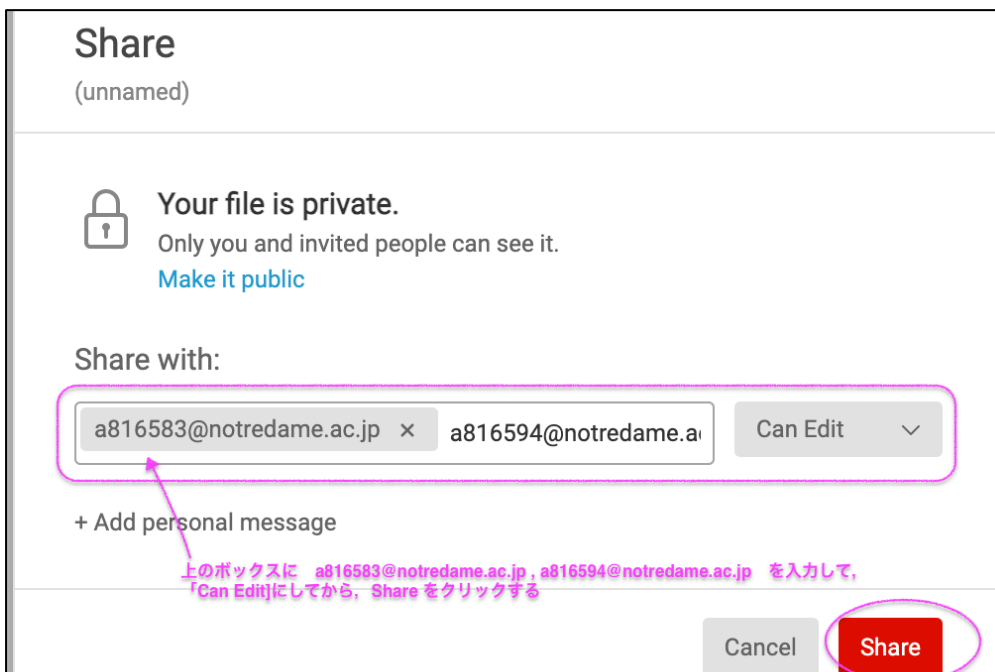 Share
(unnamed)
Your file is private.
Only you and invited people can see it.
Make it public
Share with:
a816583@notredame.ac.jp × a816594@notredame.a Can Edit
+ Add personal message
上のボックスに　a816583@notredame.ac.jp , a816594@notredame.ac.jp　を入力して,
「Can Edit]にしてから, Share をクリックする
Cancel Share